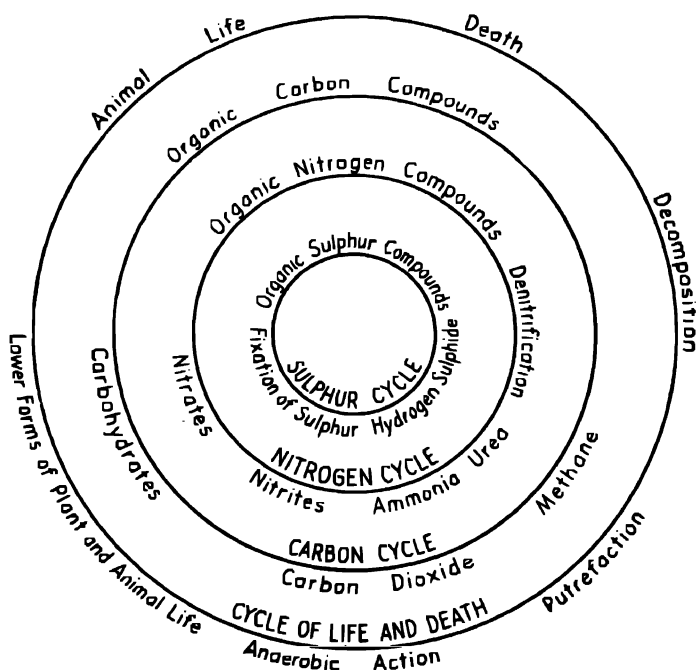 Animal Life Death Decomposition Putrefaction
Anaerobic Action
Lower Forms of Plant and Animal Life
CYCLE OF LIFE AND DEATH
Organic Carbon Compounds
Methane
Carbon Dioxide
Carbohydrates
CARBON CYCLE
Organic Nitrogen Compounds
Denitrification
Urea
Ammonia
Nitrites
Nitrates
NITROGEN CYCLE
Organic Sulphur Compounds
Hydrogen Sulphide
Fixation of Sulphur
SULPHUR CYCLE